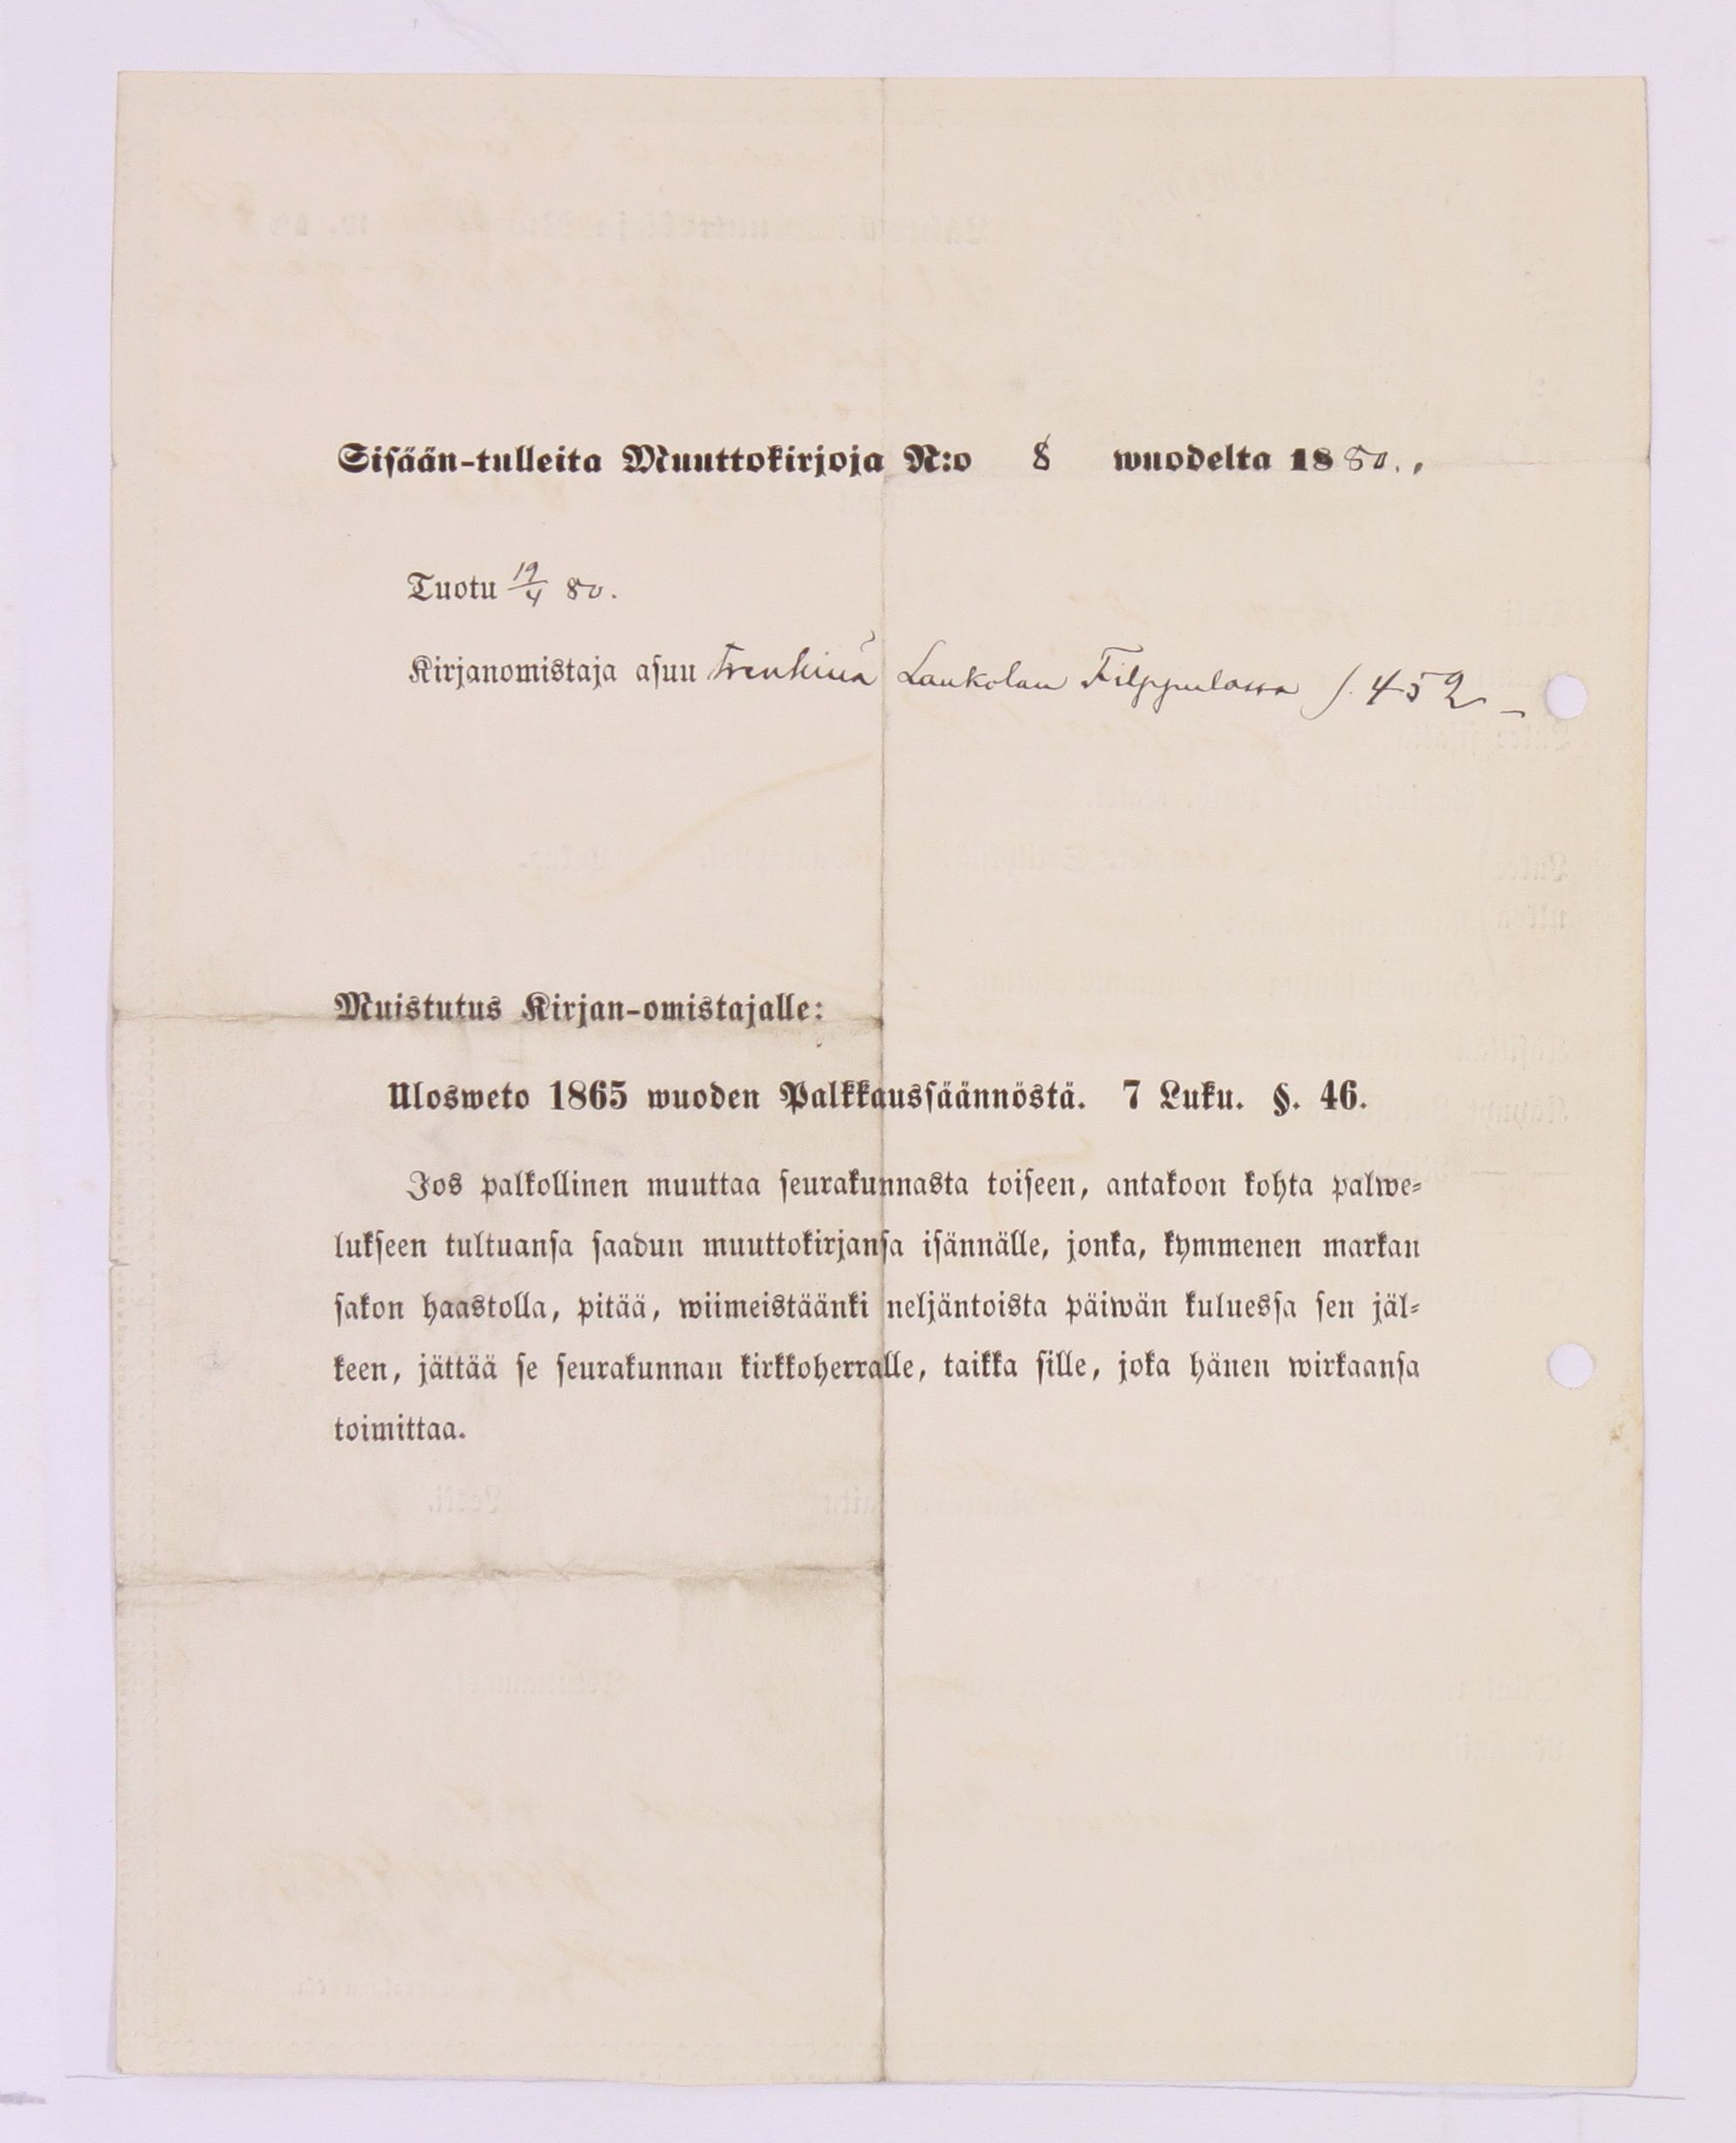 Sisään-tulleita Muuttokirjoja N:o 8 wuodelta 1880.,
Tuotu 19/4 80.
Kirjanomistaja asuu trenkinä Laukolan Filppulassa s. 452
Muistutus Kirjan-omistajalle:
Ulosweto 1865 wuoden Palkkaussäännöstä. 7 Luku. §. 46.
Jos palkollinen muuttaa seurakunnasta toiseen, antakoon kohta palwe-
lukseen tultuansa saadun muuttokirjansa isännälle, jonka, kymmenen markan
sakon haastolla, pitää, wiimeistäänki neljäntoista päiwän kuluessa sen jäl-
keen, jättää se seurakunnan kirkkoherralle, taikka sille, joka hänen wirkaansa
toimittaa.